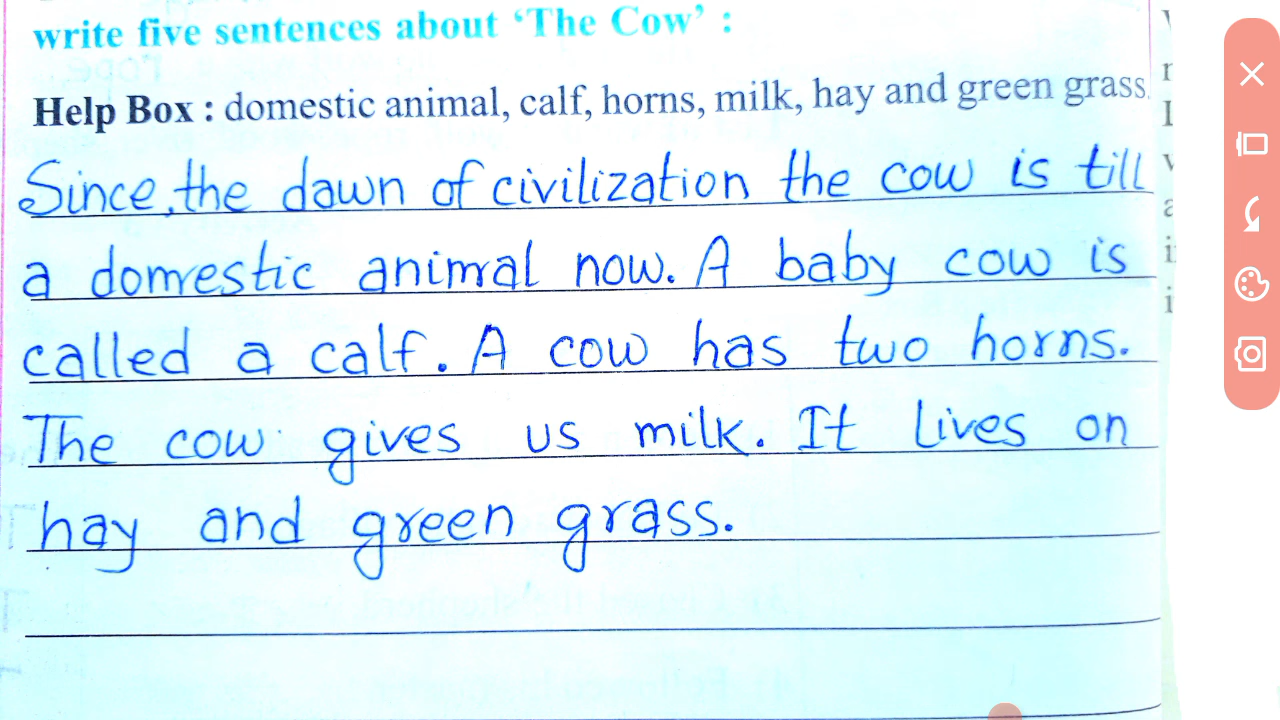 write five sentences about ‘The Cow’ :
Help Box : domestic animal, calf, horns, milk, hay and green grass.
Since, the dawn of civilization the cow is till
a domestic animal now. A baby cow is
called a calf. A cow has two horns.
The cow gives us milk. It lives on
hay and green grass.